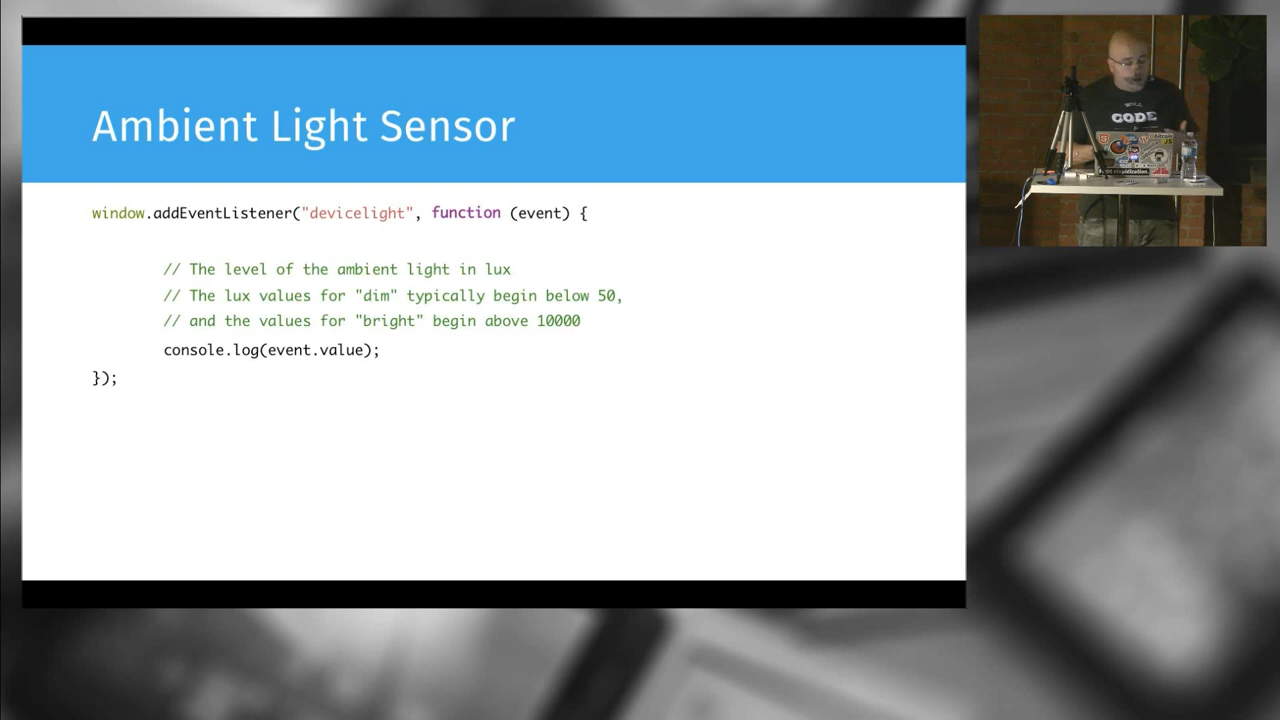 Ambient Light Sensor
window.addEventListener("devicelight", function (event) {
// The level of the ambient light in lux
// The lux values for "dim" typically begin below 50,
// and the values for "bright" begin above 10000
console.log(event.value);
});
CODE